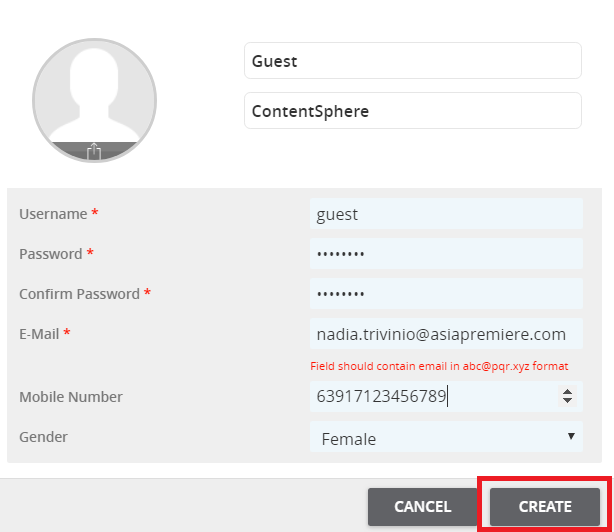 Guest
ContentSphere
Username * guest
Password * ••••••••
Confirm Password * ••••••••
E-Mail * nadia.trivinio@asiapremiere.com
Field should contain email in abc@pqr.xyz format
Mobile Number 63917123456789
Gender Female
CANCEL CREATE